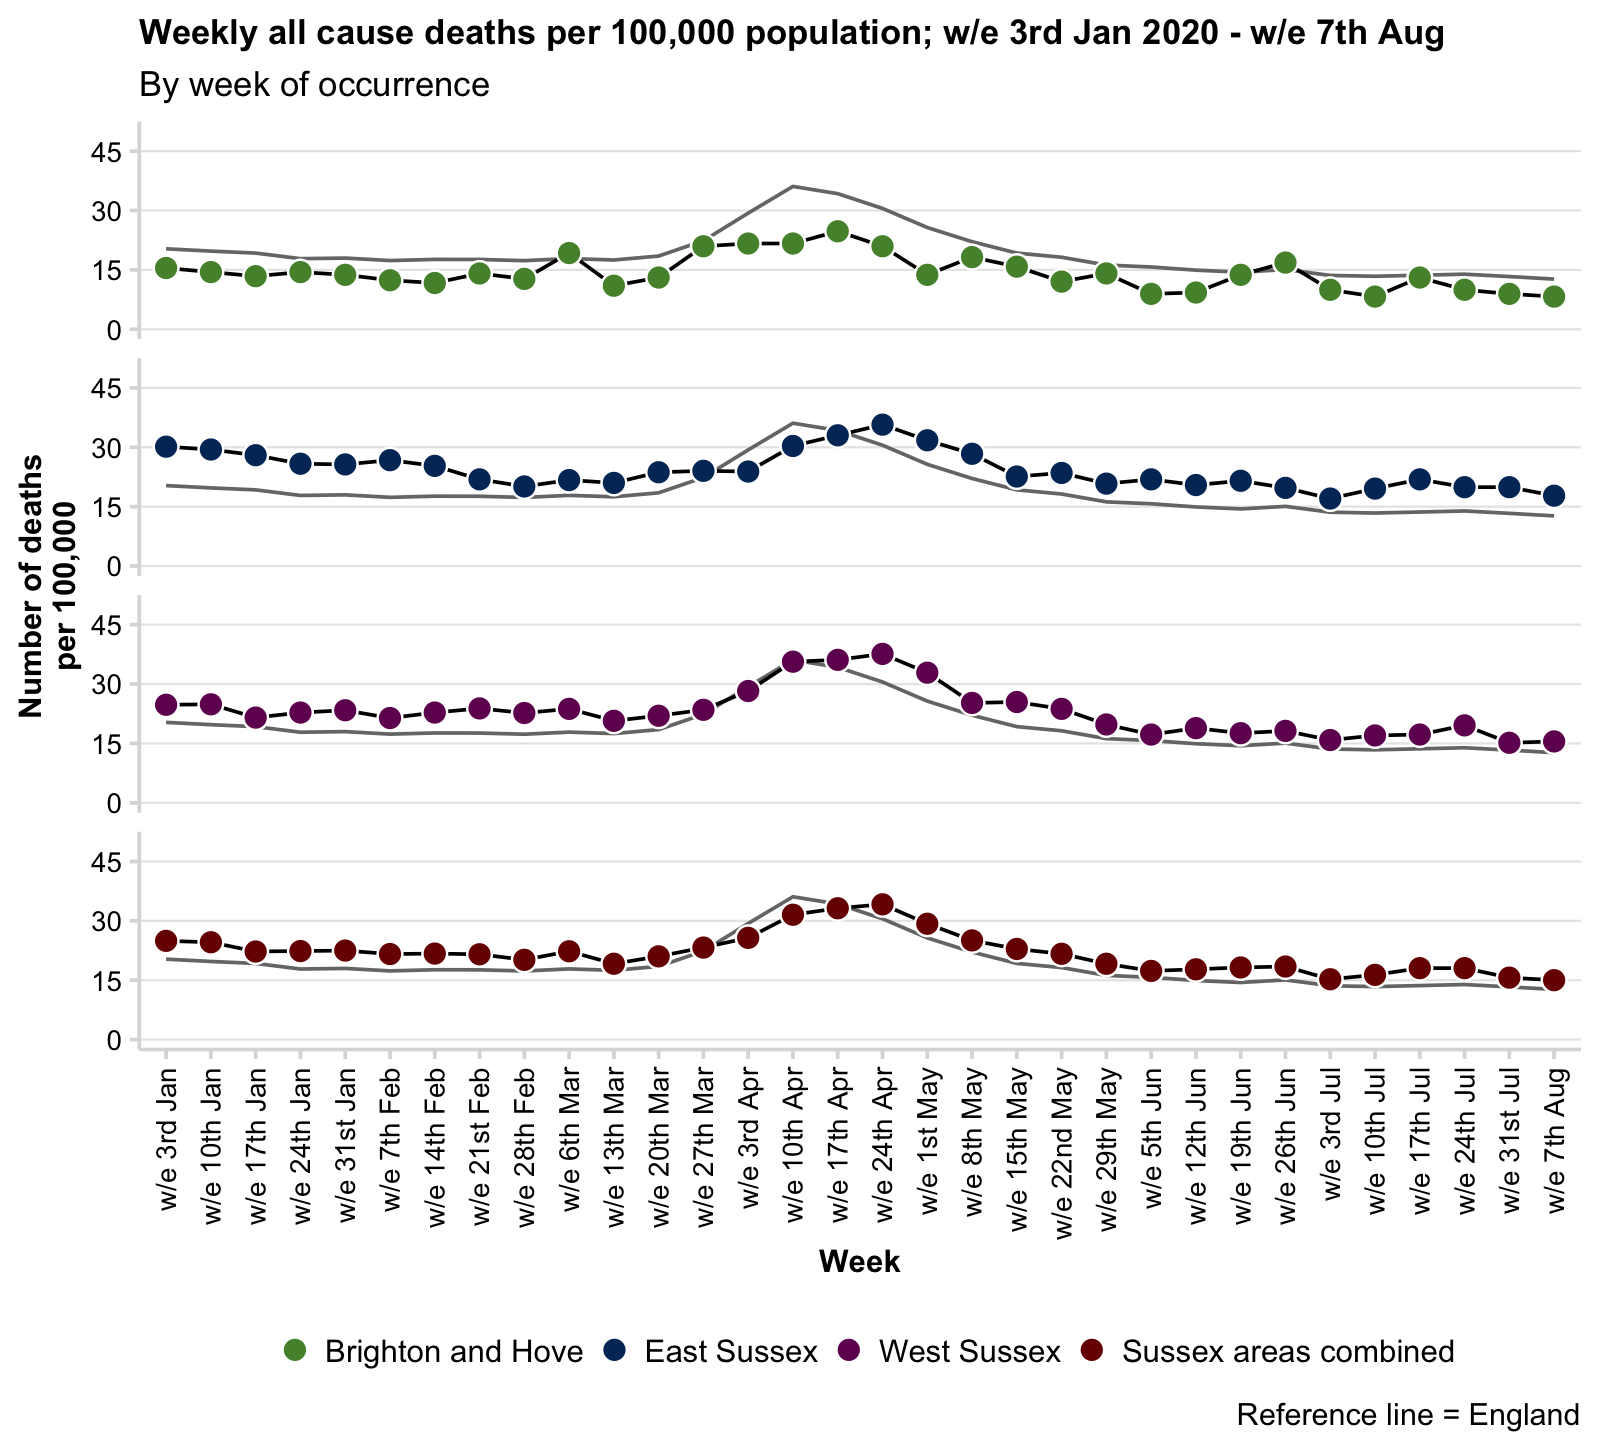 Weekly all cause deaths per 100,000 population; w/e 3rd Jan 2020 - w/e 7th Aug
By week of occurrence
Number of deaths
per 100,000
45
30
15
0
45
30
15
0
45
30
15
0
45
30
15
0
w/e 3rd Jan
w/e 10th Jan
w/e 17th Jan
w/e 24th Jan
w/e 31st Jan
w/e 7th Feb
w/e 14th Feb
w/e 21st Feb
w/e 28th Feb
w/e 6th Mar
w/e 13th Mar
w/e 20th Mar
w/e 27th Mar
w/e 3rd Apr
w/e 10th Apr
w/e 17th Apr
w/e 24th Apr
w/e 1st May
w/e 8th May
w/e 15th May
w/e 22nd May
w/e 29th May
w/e 5th Jun
w/e 12th Jun
w/e 19th Jun
w/e 26th Jun
w/e 3rd Jul
w/e 10th Jul
w/e 17th Jul
w/e 24th Jul
w/e 31st Jul
w/e 7th Aug
Week
Brighton and Hove East Sussex West Sussex Sussex areas combined
Reference line = England